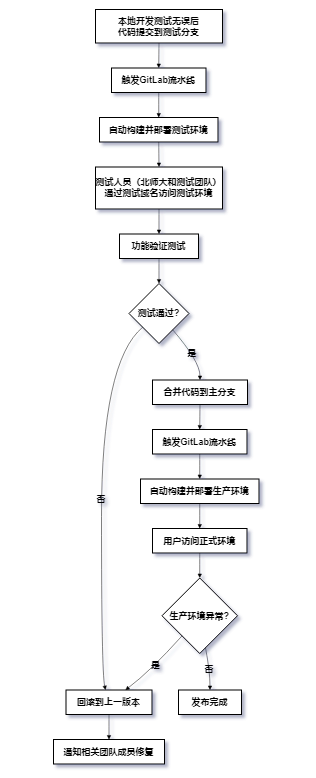 本地开发测试无误后
代码提交到测试分支
触发GitLab流水线
自动构建并部署测试环境
测试人员（北师大和测试团队）
通过测试域名访问测试环境
功能验证测试
测试通过?
是
合并代码到主分支
触发GitLab流水线
自动构建并部署生产环境
否
用户访问正式环境
生产环境异常?
是
否
回滚到上一版本
发布完成
通知相关团队成员修复